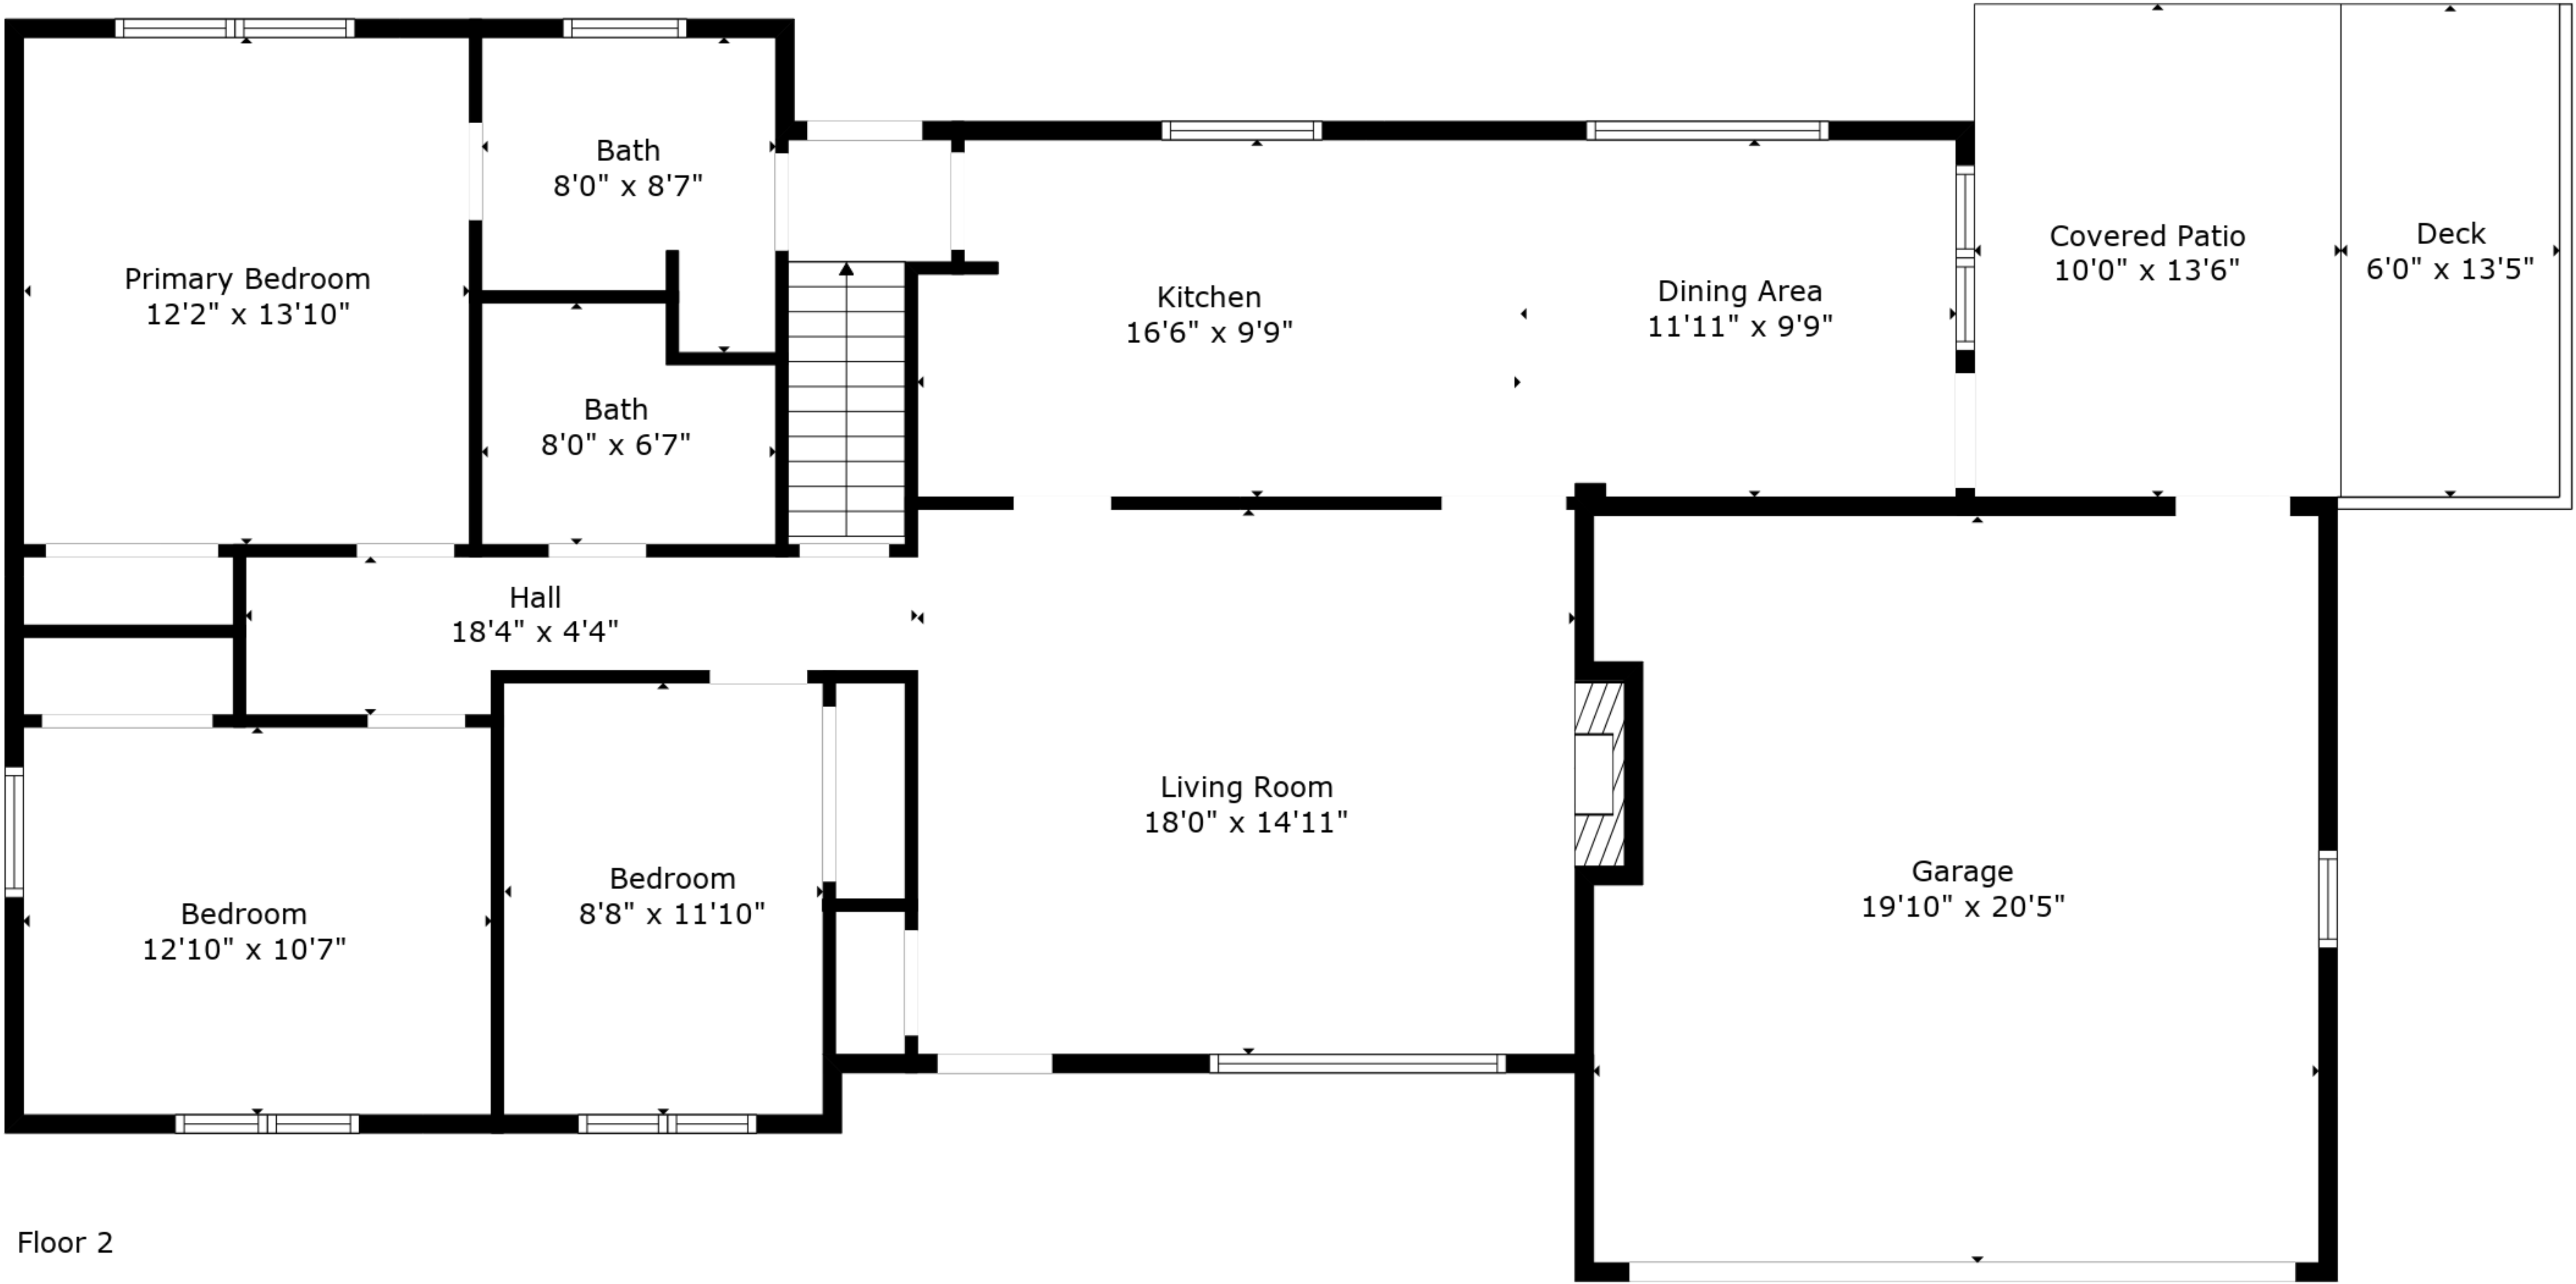 Bath
8'0" x 8'7"
Primary Bedroom
12'2" x 13'10"
Bath
8'0" x 6'7"
Kitchen
16'6" x 9'9"
Dining Area
11'11" x 9'9"
Covered Patio
10'0" x 13'6"
Deck
6'0" x 13'5"
Hall
18'4" x 4'4"
Living Room
18'0" x 14'11"
Bedroom
12'10" x 10'7"
Bedroom
8'8" x 11'10"
Garage
19'10" x 20'5"
Floor 2